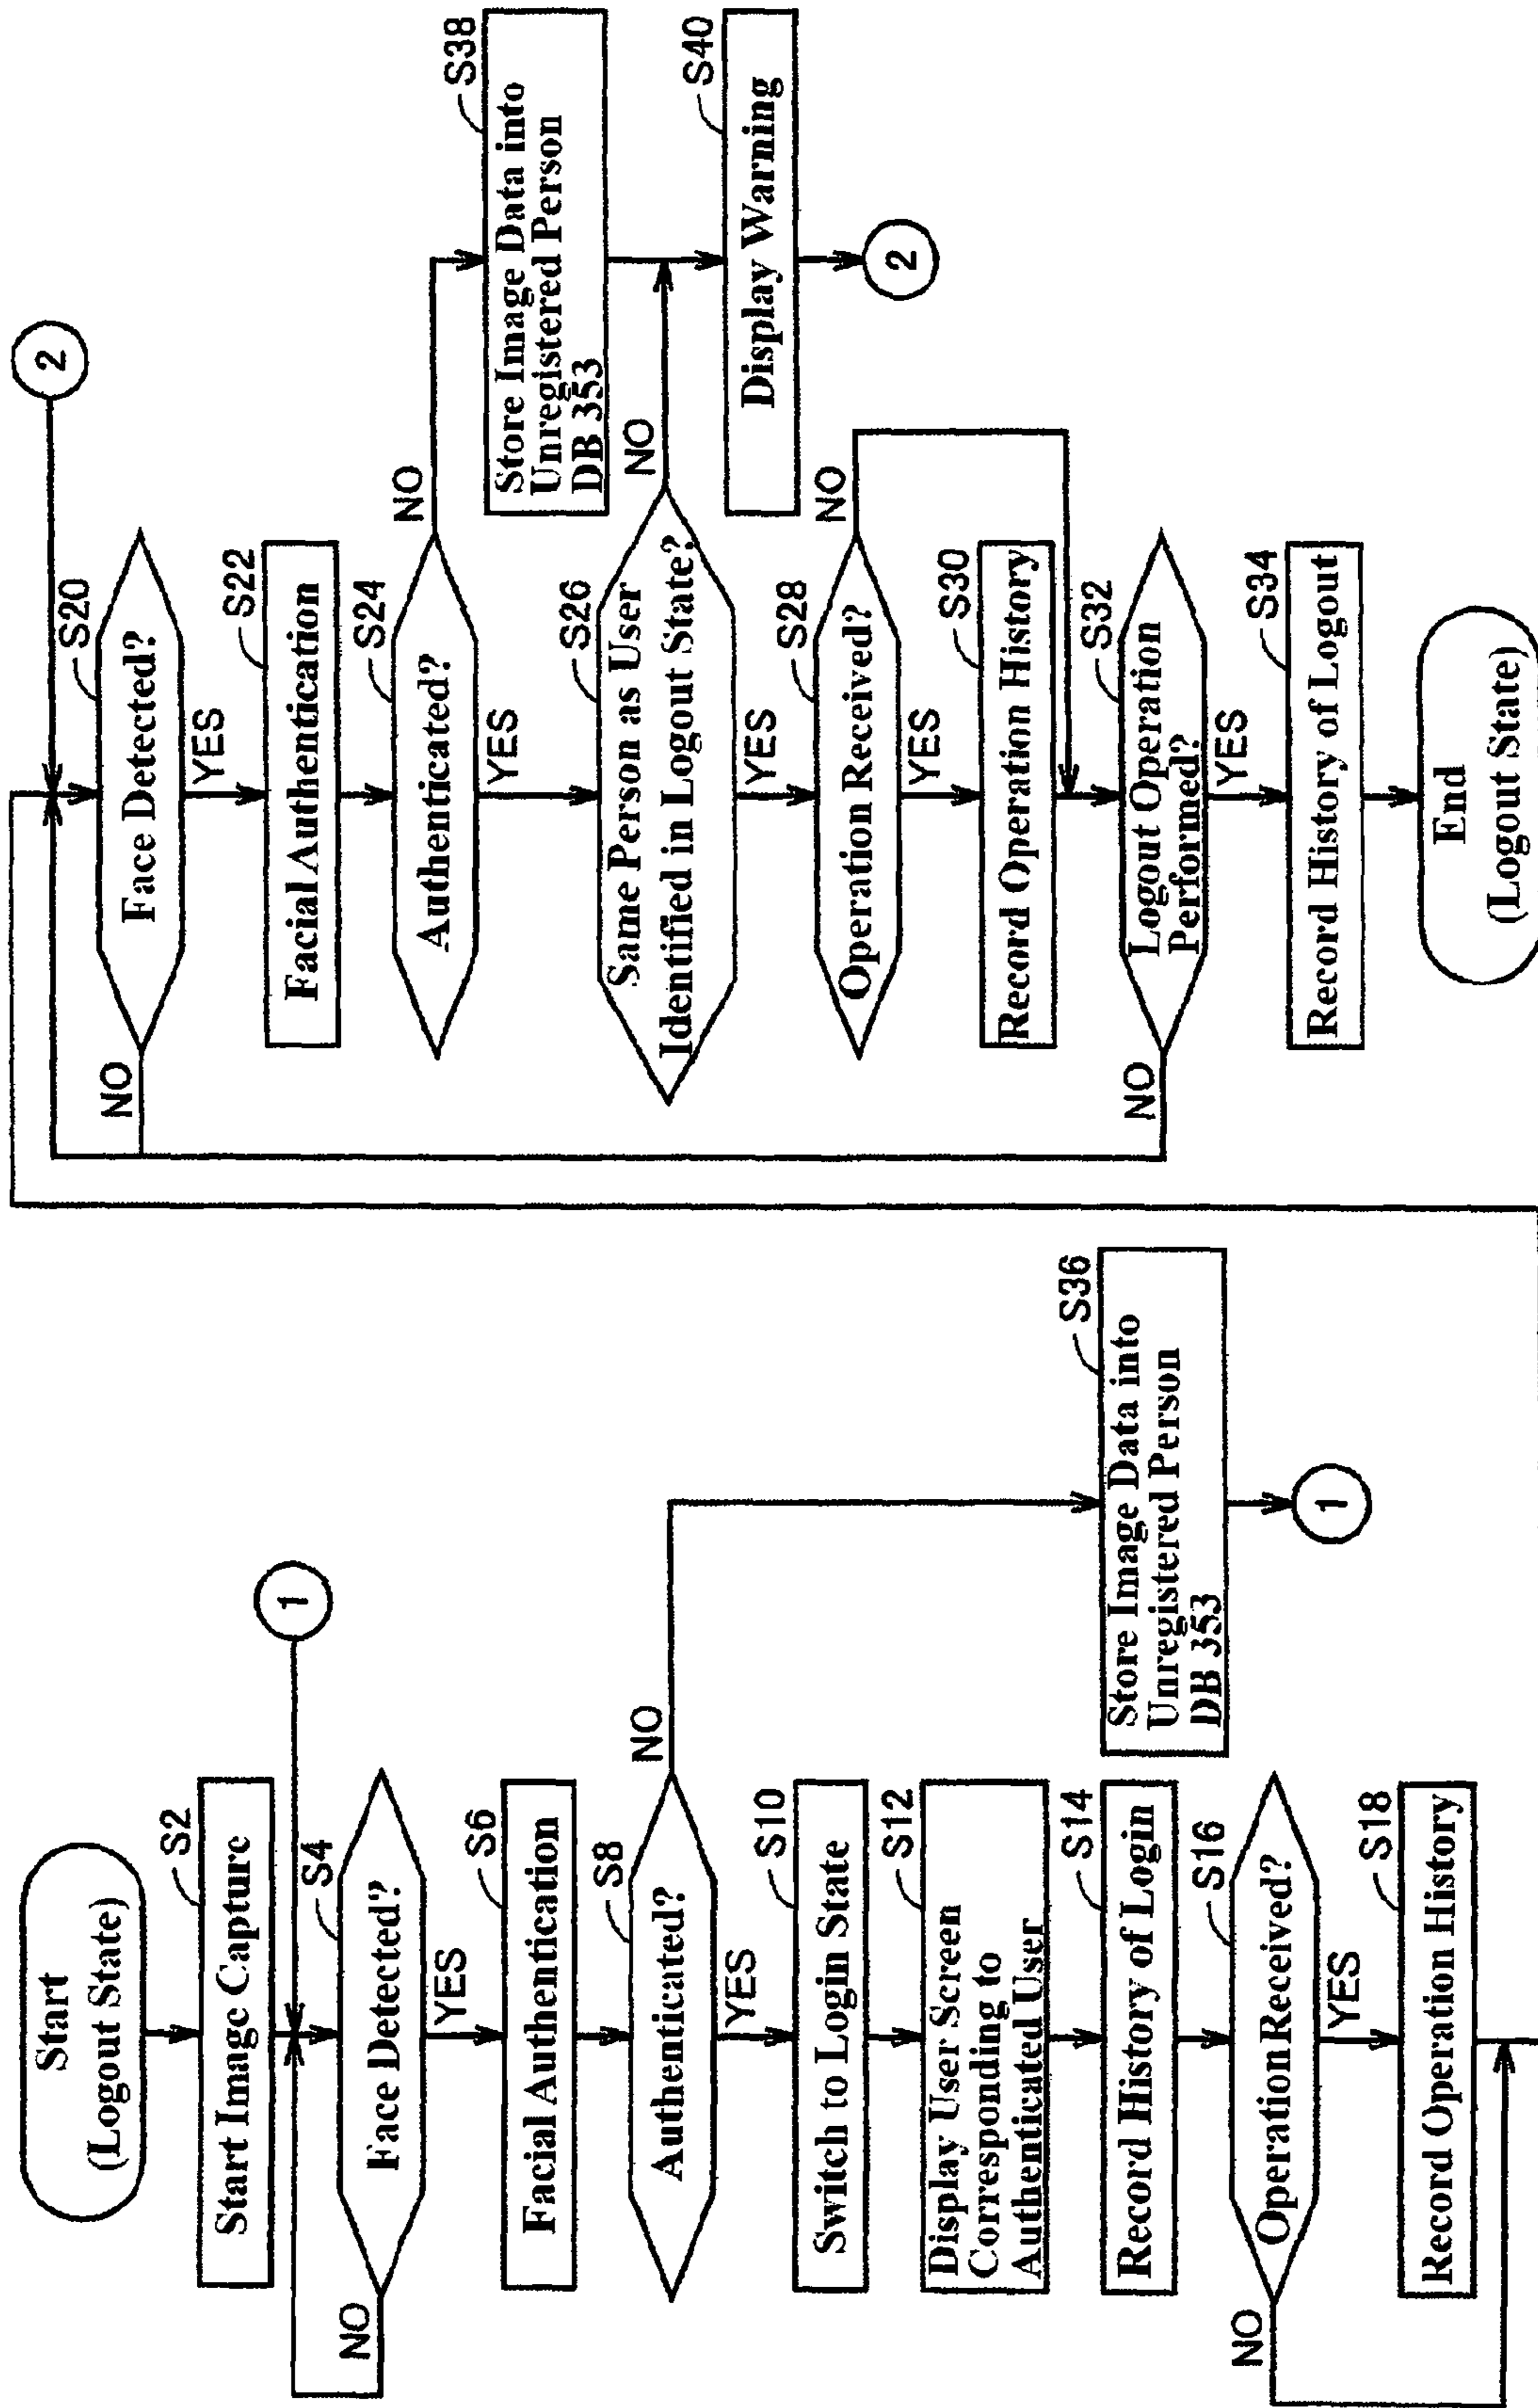 Start
(Logout State)
S2
Start Image Capture
1
S4
Face Detected?
NO
YES
S6
Facial Authentication
S8
Authenticated?
NO
YES
S10
Switch to Login State
S12
Display User Screen
Corresponding to
Authenticated User
S14
Record History of Login
S16
Operation Received?
NO
YES
S18
Record Operation History
S36
Store Image Data into
Unregistered Person
DB 353
1
2
S20
Face Detected?
NO
YES
S22
Facial Authentication
S24
Authenticated?
NO
YES
S26
Same Person as User
Identified in Logout State?
NO
YES
S28
Operation Received?
NO
YES
S30
Record Operation History
S32
Logout Operation
Performed?
NO
YES
S34
Record History of Logout
End
(Logout State)
S38
Store Image Data into
Unregistered Person
DB 353
S40
Display Warning
2